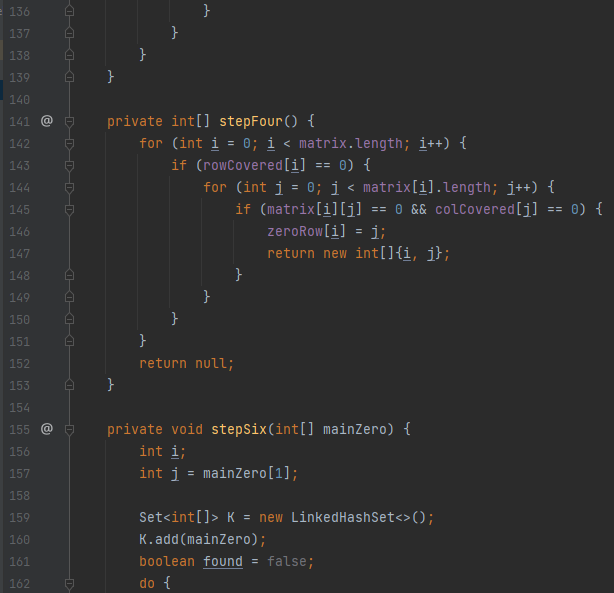 136                         }
137                     }
138                 }
139             }
140
141 @           private int[] stepFour() {
142                 for (int i = 0; i < matrix.length; i++) {
143                     if (rowCovered[i] == 0) {
144                         for (int j = 0; j < matrix[i].length; j++) {
145                             if (matrix[i][j] == 0 && colCovered[j] == 0) {
146                                 zeroRow[i] = j;
147                                 return new int[]{i, j};
148                             }
149                         }
150                     }
151                 }
152                 return null;
153             }
154
155 @           private void stepSix(int[] mainZero) {
156                 int i;
157                 int j = mainZero[1];
158
159                 Set<int[]> K = new LinkedHashSet<>();
160                 K.add(mainZero);
161                 boolean found = false;
162                 do {